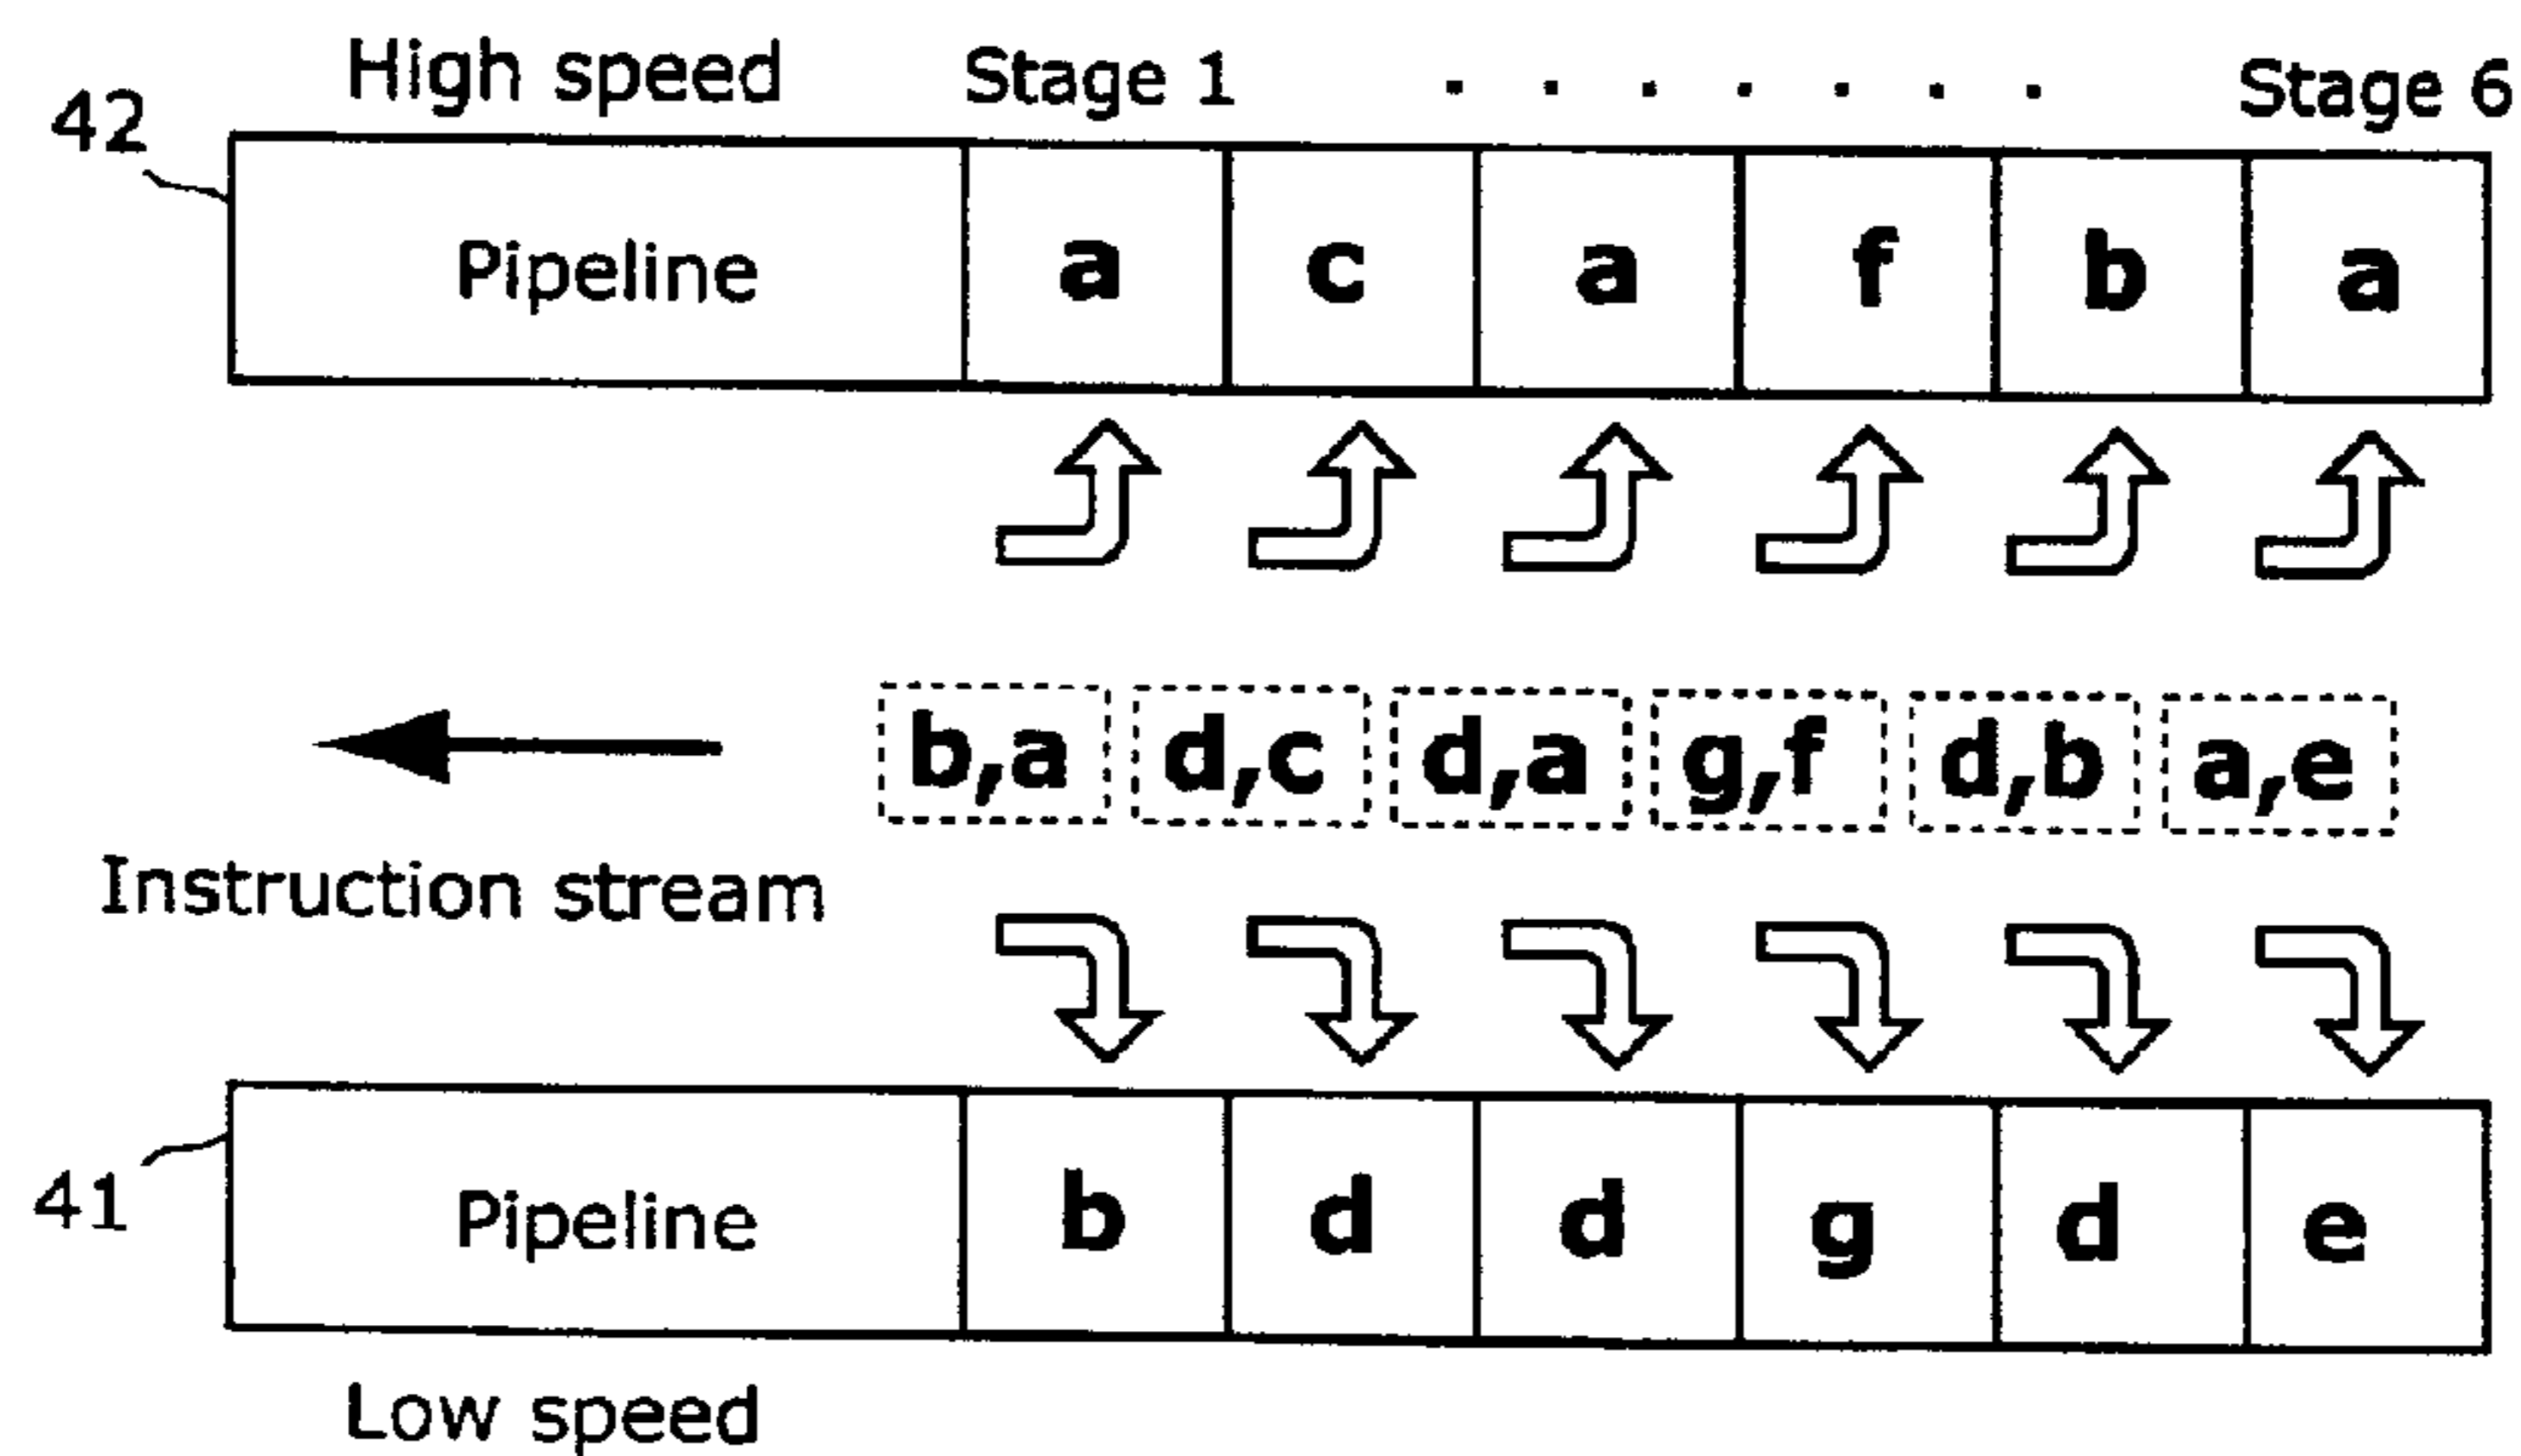 High speed Stage 1 . . . . . . . Stage 6
42
Pipeline a c a f b a
b,a d,c d,a g,f d,b a,e
Instruction stream
41
Pipeline b d d g d e
Low speed